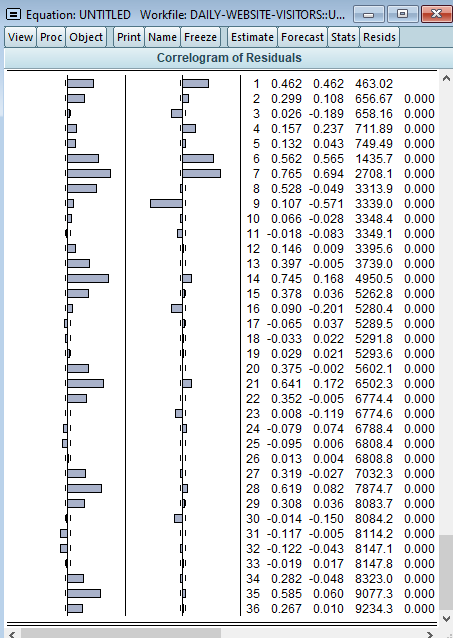 Equation: UNTITLED Workfile: DAILY-WEBSITE-VISITORS::U...
View Proc Object Print Name Freeze Estimate Forecast Stats Resids
Correlogram of Residuals
1 0.462 0.462 463.02
2 0.299 0.108 656.67 0.000
3 0.026 -0.189 658.16 0.000
4 0.157 0.237 711.89 0.000
5 0.132 0.043 749.49 0.000
6 0.562 0.565 1435.7 0.000
7 0.765 0.694 2708.1 0.000
8 0.528 -0.049 3313.9 0.000
9 0.107 -0.571 3339.0 0.000
10 0.066 -0.028 3348.4 0.000
11 -0.018 -0.083 3349.1 0.000
12 0.146 0.009 3395.6 0.000
13 0.397 -0.005 3739.0 0.000
14 0.745 0.168 4950.5 0.000
15 0.378 0.036 5262.8 0.000
16 0.090 -0.201 5280.4 0.000
17 -0.065 0.037 5289.5 0.000
18 -0.033 0.022 5291.8 0.000
19 0.029 0.021 5293.6 0.000
20 0.375 -0.002 5602.1 0.000
21 0.641 0.172 6502.3 0.000
22 0.352 -0.005 6774.4 0.000
23 0.008 -0.119 6774.6 0.000
24 -0.079 0.074 6788.4 0.000
25 -0.095 0.006 6808.4 0.000
26 0.013 0.004 6808.8 0.000
27 0.319 -0.027 7032.3 0.000
28 0.619 0.082 7874.7 0.000
29 0.308 0.036 8083.7 0.000
30 -0.014 -0.150 8084.2 0.000
31 -0.117 -0.005 8114.2 0.000
32 -0.122 -0.043 8147.1 0.000
33 -0.019 0.017 8147.8 0.000
34 0.282 -0.048 8323.0 0.000
35 0.585 0.060 9077.3 0.000
36 0.267 0.010 9234.3 0.000